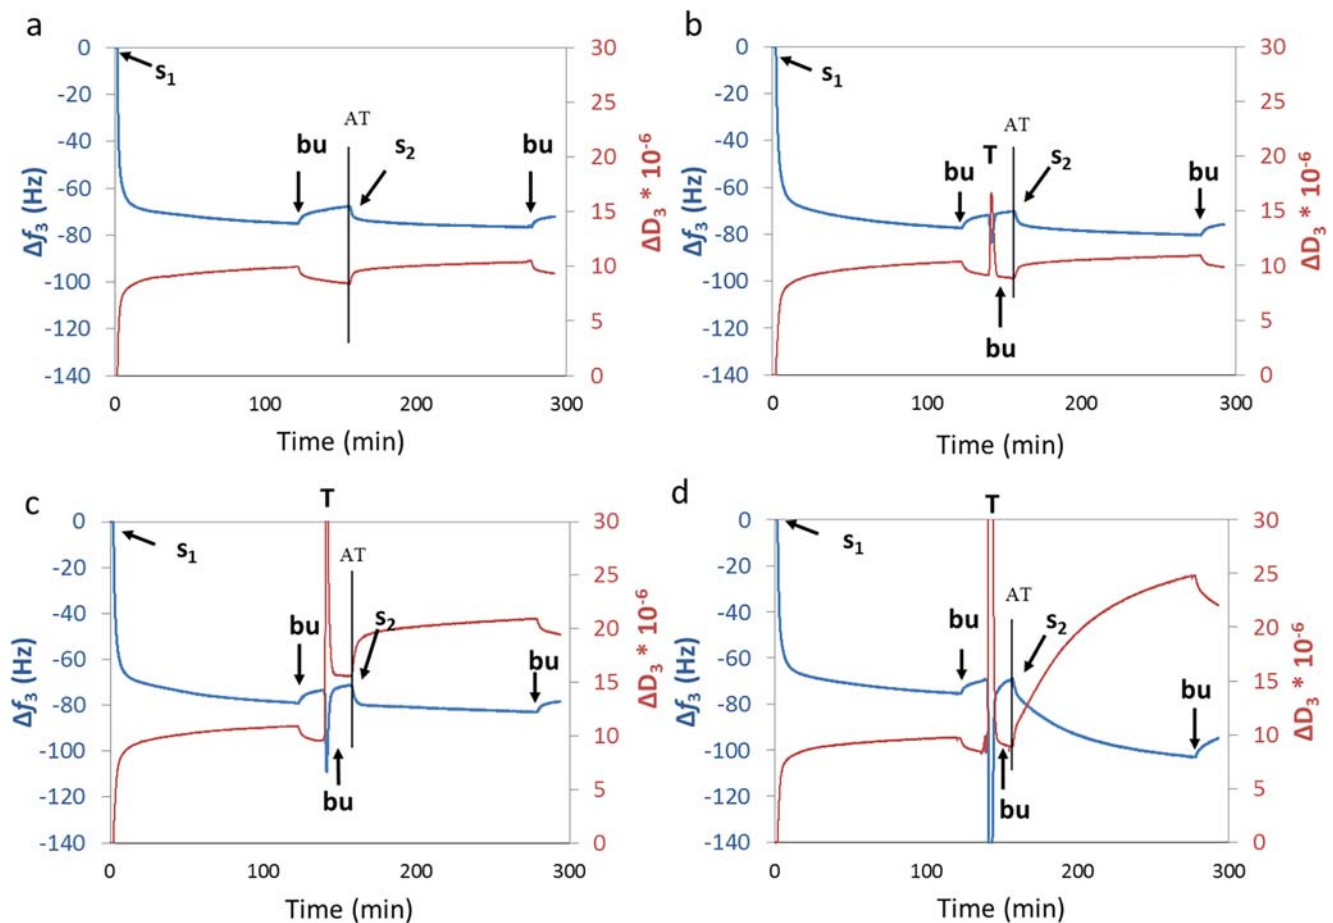 a
0
-20
-40
-60
-80
-100
-120
-140
Δf₃ (Hz)
s₁
bu
AT
s₂
bu
30
25
20
15
10
5
0
ΔD₃ * 10⁻⁶
0 100 200 300
Time (min)
b
0
-20
-40
-60
-80
-100
-120
-140
Δf₃ (Hz)
s₁
bu
T
AT
s₂
bu
bu
30
25
20
15
10
5
0
ΔD₃ * 10⁻⁶
0 100 200 300
Time (min)
c
0
-20
-40
-60
-80
-100
-120
-140
Δf₃ (Hz)
s₁
bu
T
AT
s₂
bu
bu
30
25
20
15
10
5
0
ΔD₃ * 10⁻⁶
0 100 200 300
Time (min)
d
0
-20
-40
-60
-80
-100
-120
-140
Δf₃ (Hz)
s₁
bu
T
AT
s₂
bu
bu
30
25
20
15
10
5
0
ΔD₃ * 10⁻⁶
0 100 200 300
Time (min)